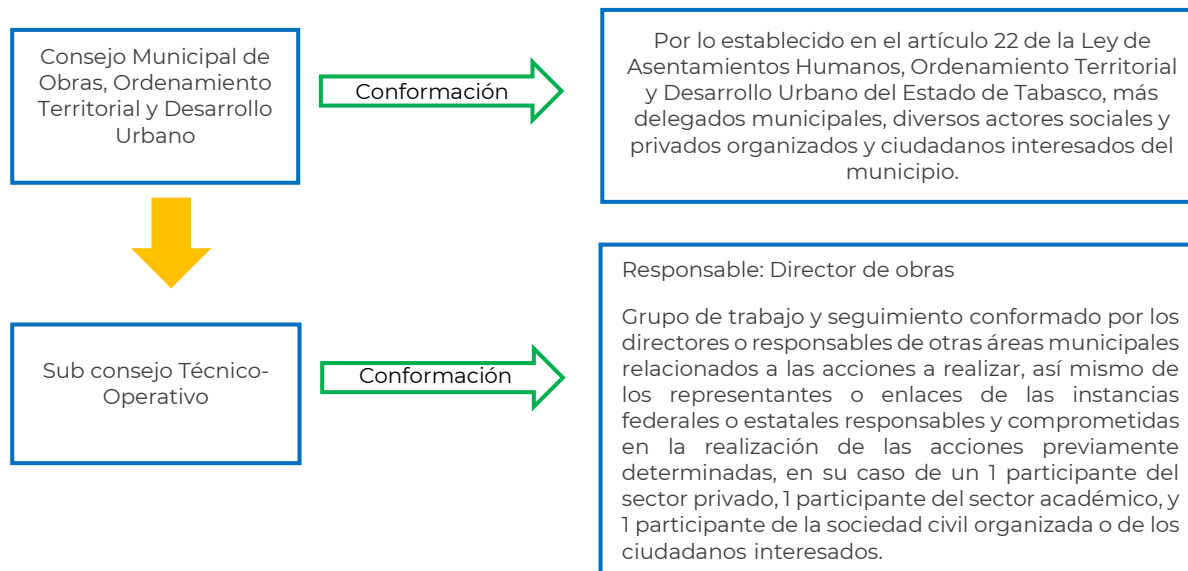 Consejo Municipal de
Obras, Ordenamiento
Territorial y Desarrollo
Urbano
Conformación
Por lo establecido en el artículo 22 de la Ley de
Asentamientos Humanos, Ordenamiento Territorial
y Desarrollo Urbano del Estado de Tabasco, más
delegados municipales, diversos actores sociales y
privados organizados y ciudadanos interesados del
municipio.
Sub consejo Técnico-
Operativo
Conformación
Responsable: Director de obras
Grupo de trabajo y seguimiento conformado por los
directores o responsables de otras áreas municipales
relacionados a las acciones a realizar, así mismo de
los representantes o enlaces de las instancias
federales o estatales responsables y comprometidas
en la realización de las acciones previamente
determinadas, en su caso de un 1 participante del
sector privado, 1 participante del sector académico, y
1 participante de la sociedad civil organizada o de los
ciudadanos interesados.